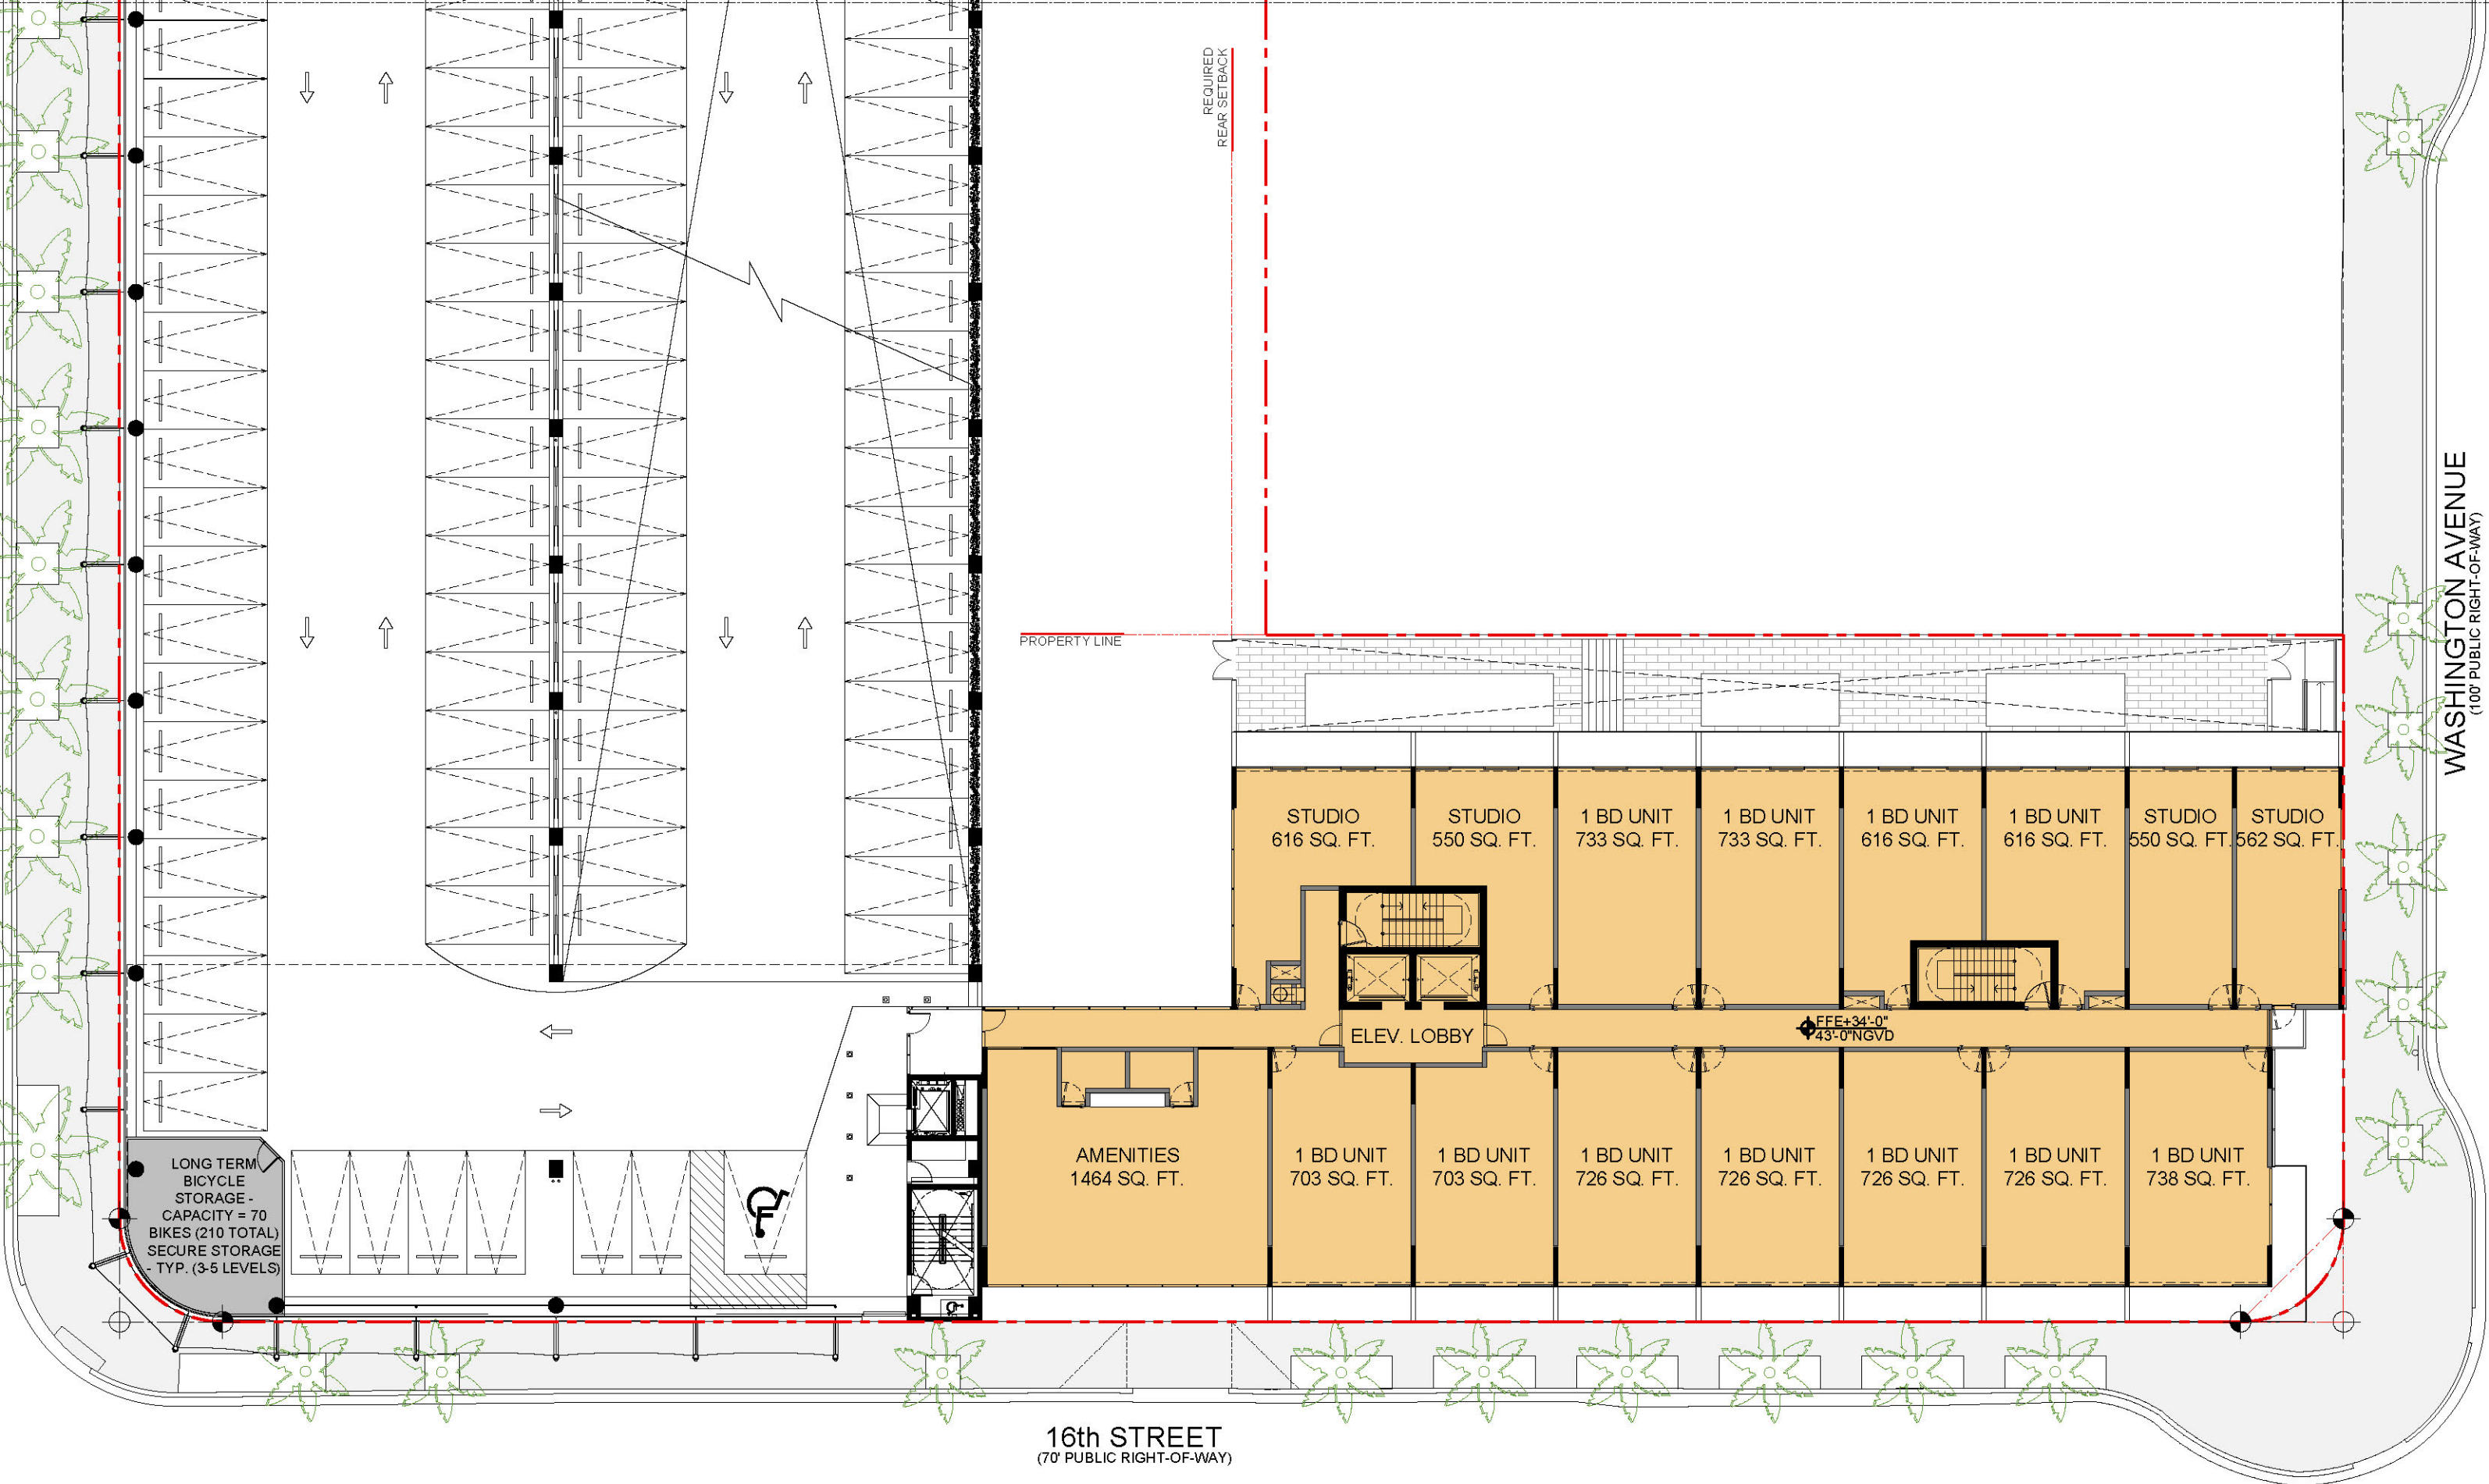 REQUIRED
REAR SETBACK
WASHINGTON AVENUE
(100' PUBLIC RIGHT-OF-WAY)
PROPERTY LINE
STUDIO
616 SQ. FT.
STUDIO
550 SQ. FT.
1 BD UNIT
733 SQ. FT.
1 BD UNIT
733 SQ. FT.
1 BD UNIT
616 SQ. FT.
1 BD UNIT
616 SQ. FT.
STUDIO
550 SQ. FT.
STUDIO
562 SQ. FT.
ELEV. LOBBY
FFE+34'-0"
43'-0"NGVD
AMENITIES
1464 SQ. FT.
1 BD UNIT
703 SQ. FT.
1 BD UNIT
703 SQ. FT.
1 BD UNIT
726 SQ. FT.
1 BD UNIT
726 SQ. FT.
1 BD UNIT
726 SQ. FT.
1 BD UNIT
726 SQ. FT.
1 BD UNIT
738 SQ. FT.
LONG TERM
BICYCLE
STORAGE -
CAPACITY = 70
BIKES (210 TOTAL)
SECURE STORAGE
- TYP. (3-5 LEVELS)
16th STREET
(70' PUBLIC RIGHT-OF-WAY)